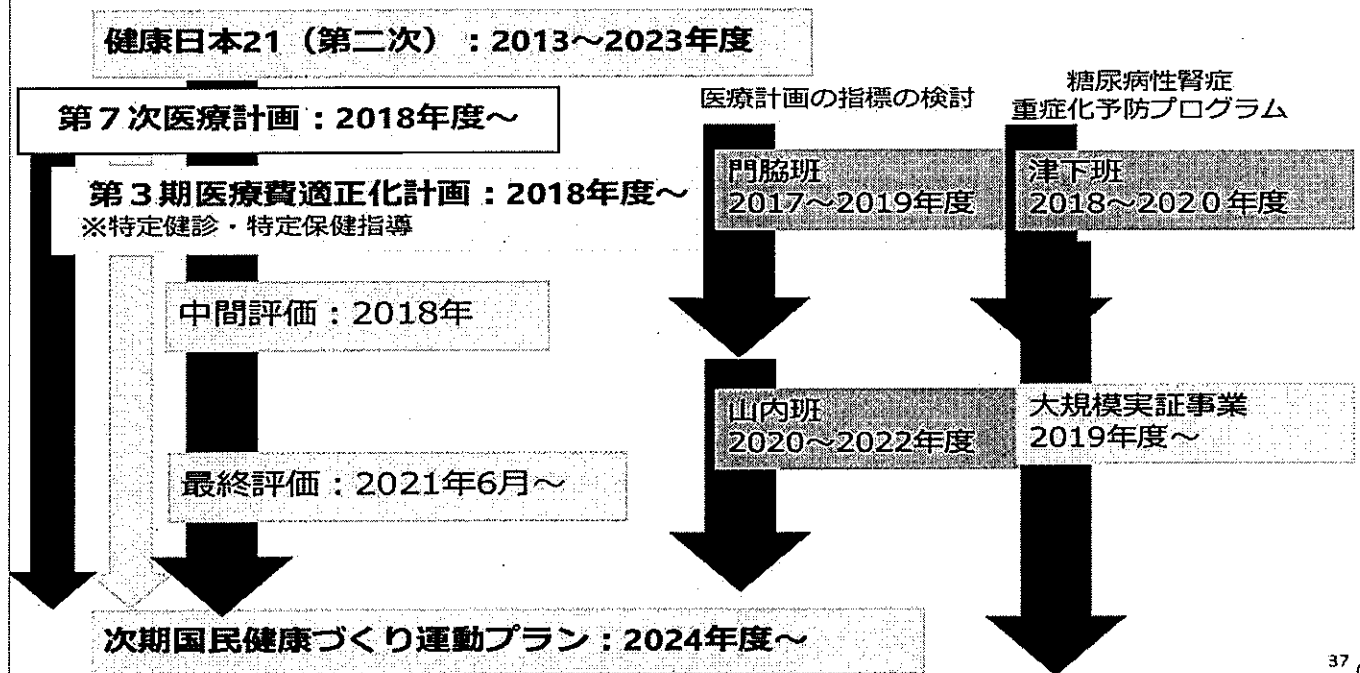 健康日本21（第二次）：2013～2023年度
第７次医療計画：2018年度～
第３期医療費適正化計画：2018年度～
※特定健診・特定保健指導
中間評価：2018年
最終評価：2021年6月～
次期国民健康づくり運動プラン：2024年度～
医療計画の指標の検討
門脇班
2017～2019年度
山内班
2020～2022年度
糖尿病性腎症
重症化予防プログラム
津下班
2018～2０2０年度
大規模実証事業
2019年度～
37